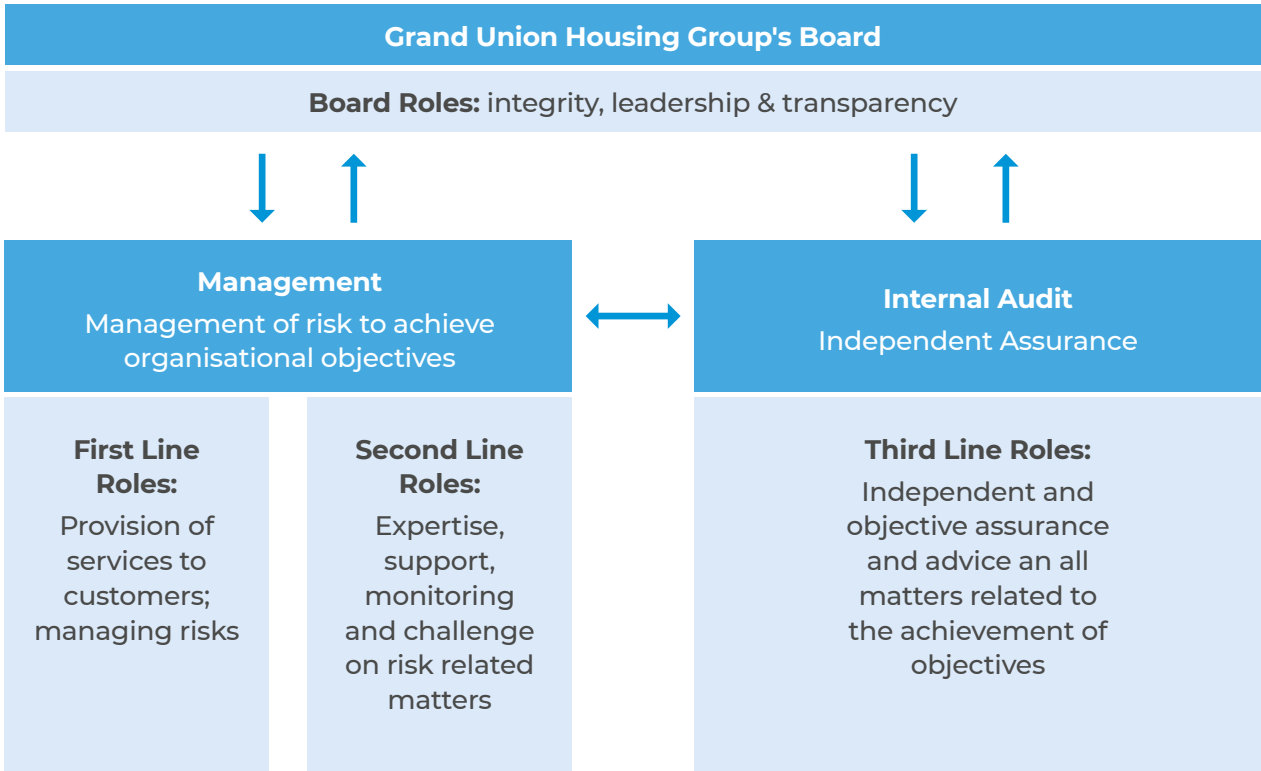 Grand Union Housing Group's Board
Board Roles: integrity, leadership & transparency
Management
Management of risk to achieve
organisational objectives
Internal Audit
Independent Assurance
First Line
Roles:
Provision of
services to
customers;
managing risks
Second Line
Roles:
Expertise,
support,
monitoring
and challenge
on risk related
matters
Third Line Roles:
Independent and
objective assurance
and advice an all
matters related to
the achievement of
objectives